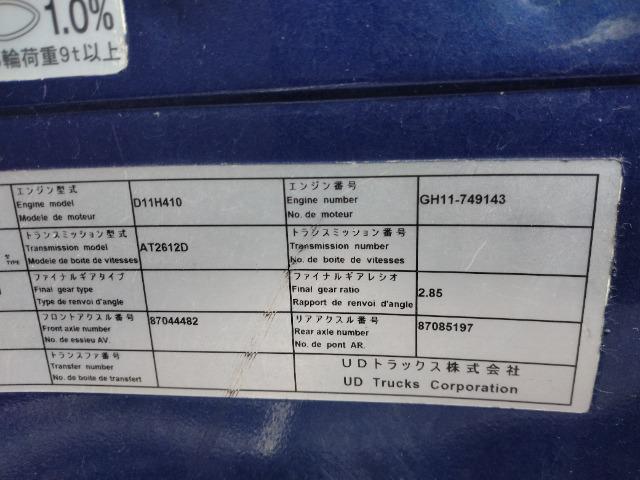 1.0%
輪荷重9t以上
エンジン型式
Engine model
Modele de moteur
D11H410
エンジン番号
Engine number
No. de moteur
GH11-749143
型
TYPE
トランスミッション型式
Transmission model
Modele de boite de vitesses
AT2612D
トランスミッション番号
Transmission number
No. de boite de vitesses
ファイナルギアタイプ
Final gear type
Type de renvoi d'angle
ファイナルギアレシオ
Final gear ratio
Rapport de renvoi d'angle
2.85
フロントアクスル番号
Front axle number
No. de essieu AV.
87044482
リアアクスル番号
Rear axle number
No. de pont AR.
87085197
トランスファ番号
Transfer number
No. de boite de transfert
UDトラックス株式会社
UD Trucks Corporation